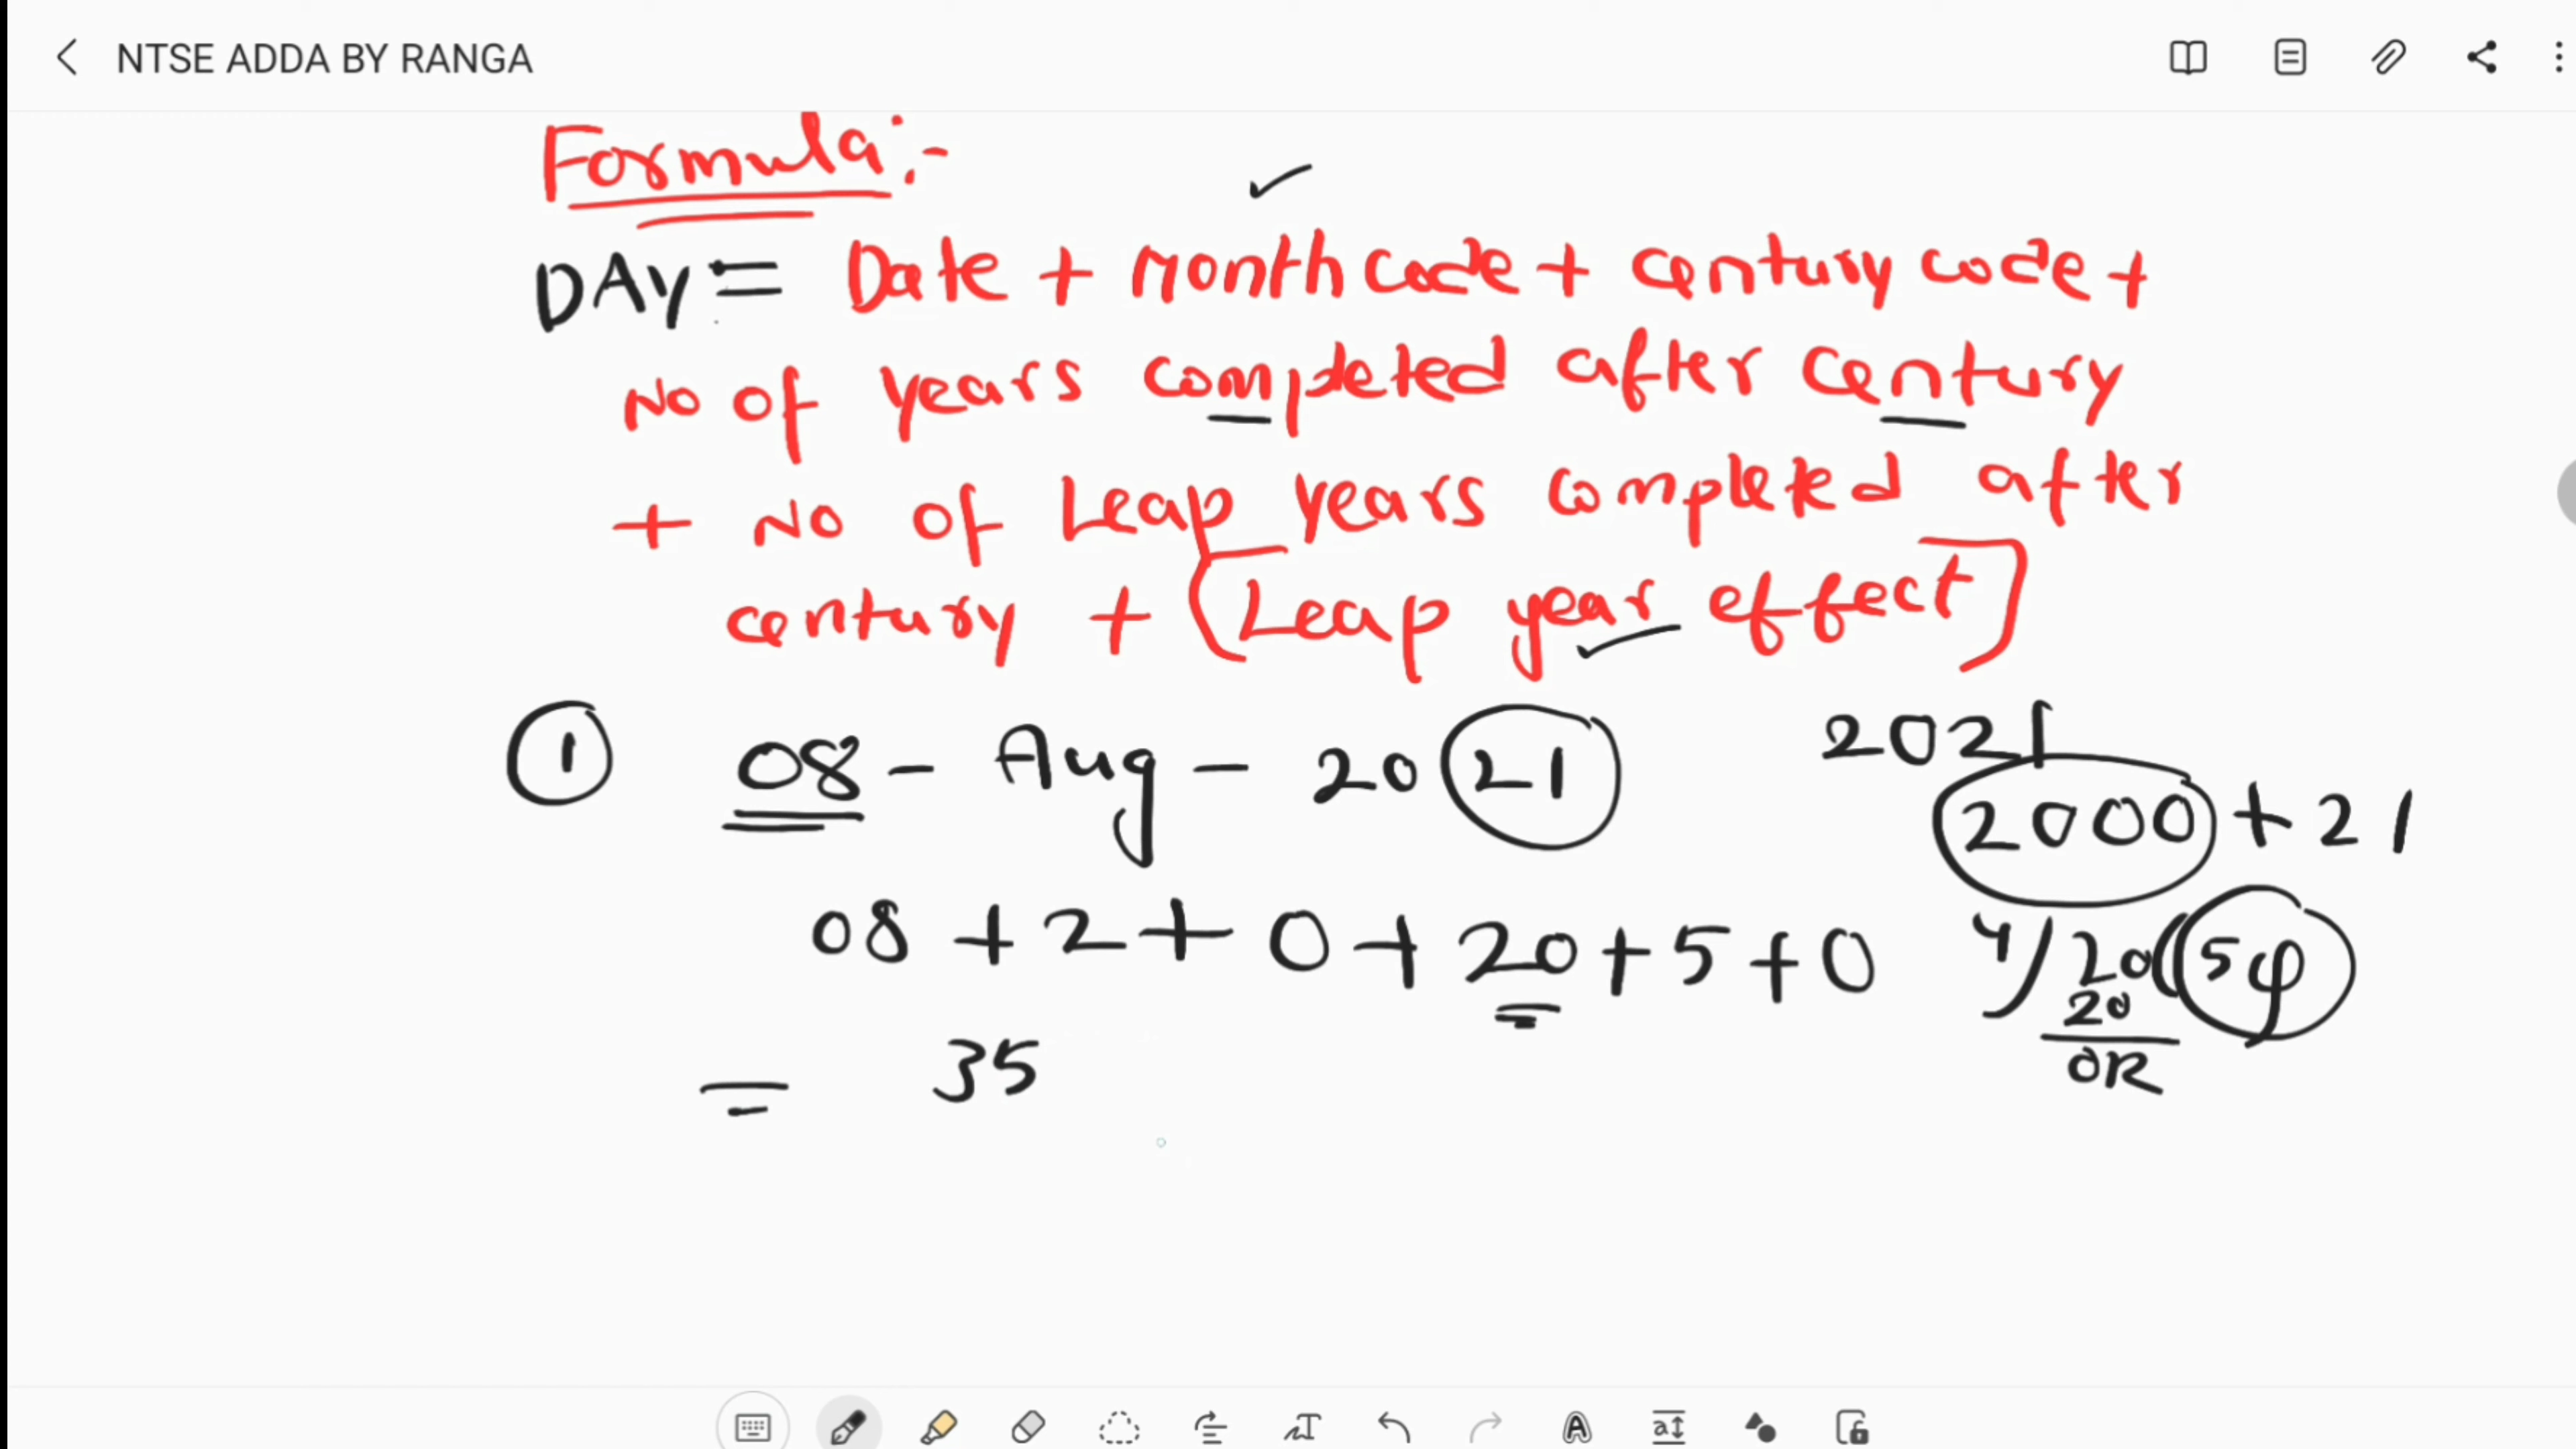 NTSE ADDA BY RANGA
Formula:-
DAY = Date + Month code + century code +
No of years completed after century
+ No of Leap years completed after
century + [Leap year effect]
① 08 - Aug - 2021
2021
2000 + 21
08 + 2 + 0 + 20 + 5 + 0
4) 20 ( 5 φ
20
0R
= 35